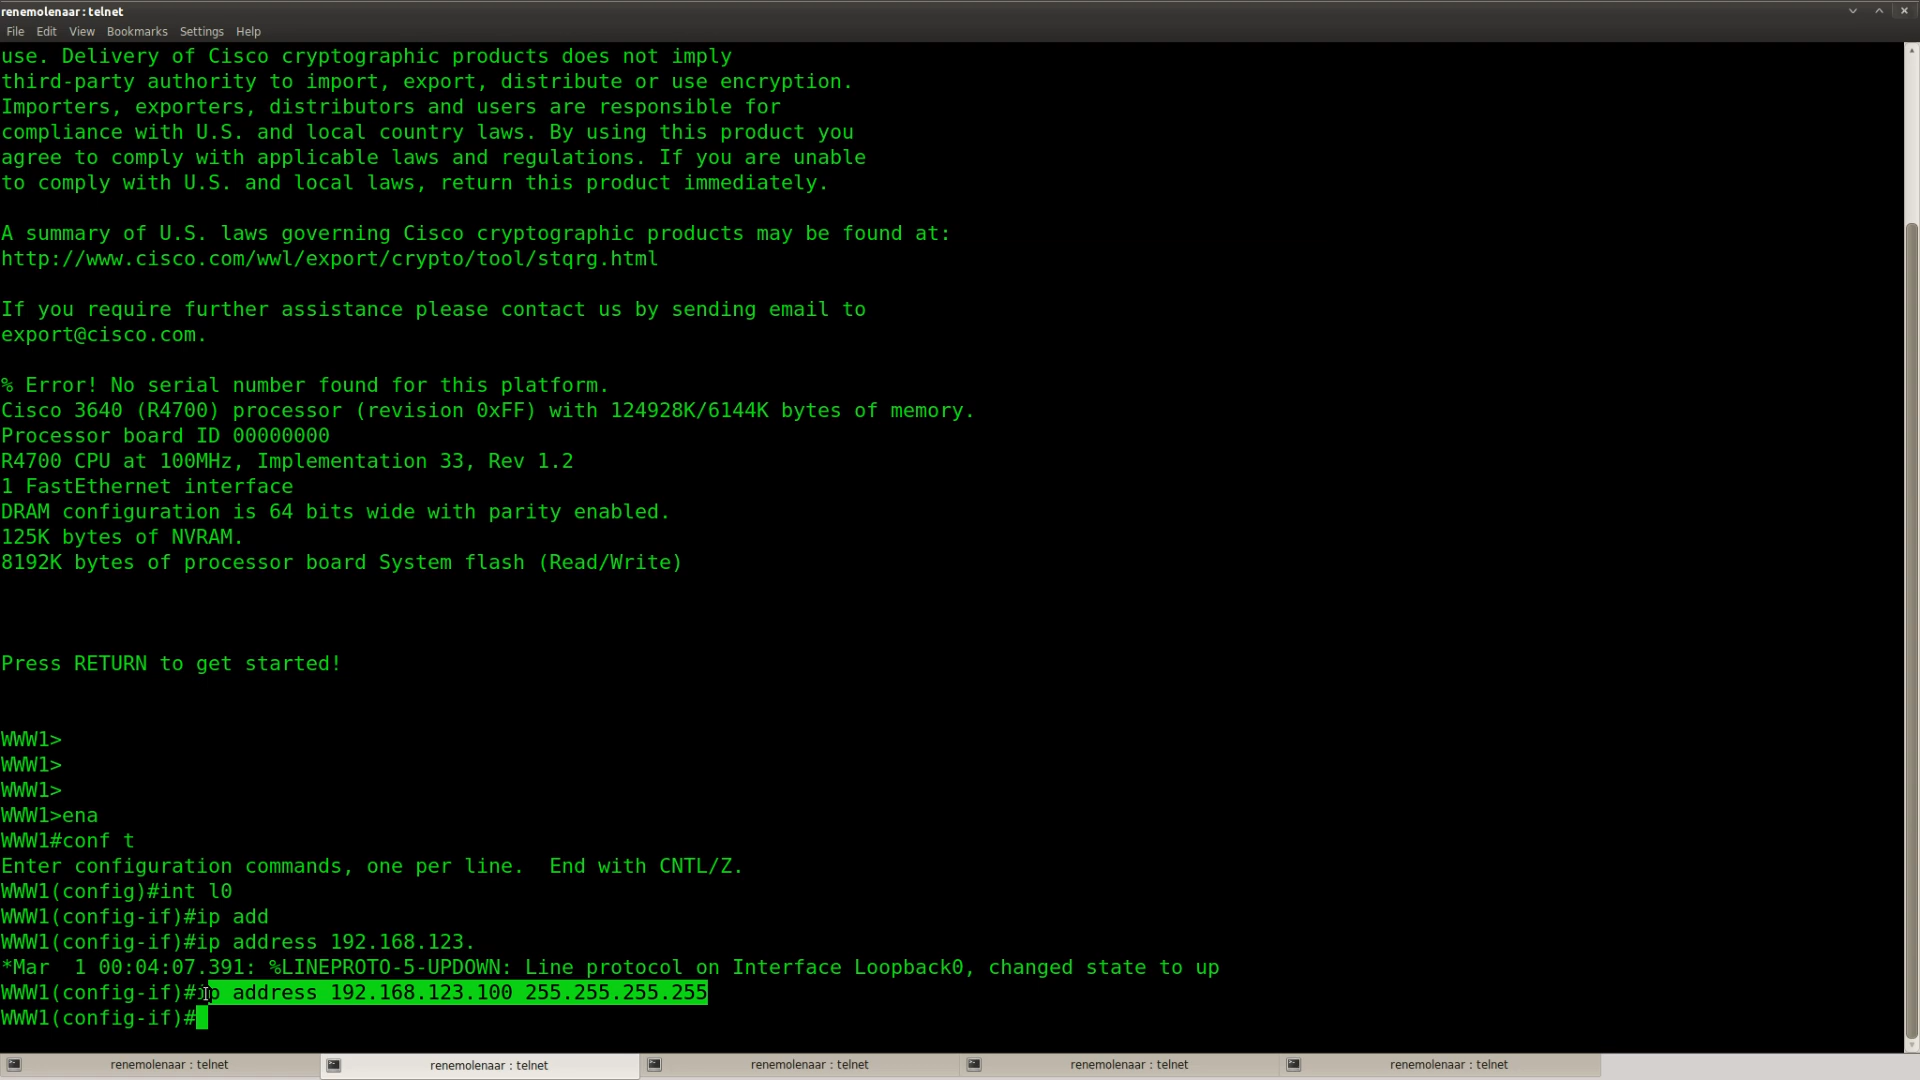 renemolenaar : telnet
File Edit View Bookmarks Settings Help
use. Delivery of Cisco cryptographic products does not imply
third-party authority to import, export, distribute or use encryption.
Importers, exporters, distributors and users are responsible for
compliance with U.S. and local country laws. By using this product you
agree to comply with applicable laws and regulations. If you are unable
to comply with U.S. and local laws, return this product immediately.
A summary of U.S. laws governing Cisco cryptographic products may be found at:
http://www.cisco.com/wwl/export/crypto/tool/stqrg.html
If you require further assistance please contact us by sending email to
export@cisco.com.
% Error! No serial number found for this platform.
Cisco 3640 (R4700) processor (revision 0xFF) with 124928K/6144K bytes of memory.
Processor board ID 00000000
R4700 CPU at 100MHz, Implementation 33, Rev 1.2
1 FastEthernet interface
DRAM configuration is 64 bits wide with parity enabled.
125K bytes of NVRAM.
8192K bytes of processor board System flash (Read/Write)
Press RETURN to get started!
WWW1>
WWW1>
WWW1>
WWW1>ena
WWW1#conf t
Enter configuration commands, one per line.  End with CNTL/Z.
WWW1(config)#int l0
WWW1(config-if)#ip add
WWW1(config-if)#ip address 192.168.123.
*Mar  1 00:04:07.391: %LINEPROTO-5-UPDOWN: Line protocol on Interface Loopback0, changed state to up
WWW1(config-if)#ip address 192.168.123.100 255.255.255.255
WWW1(config-if)#
renemolenaar : telnet renemolenaar : telnet renemolenaar : telnet renemolenaar : telnet renemolenaar : telnet